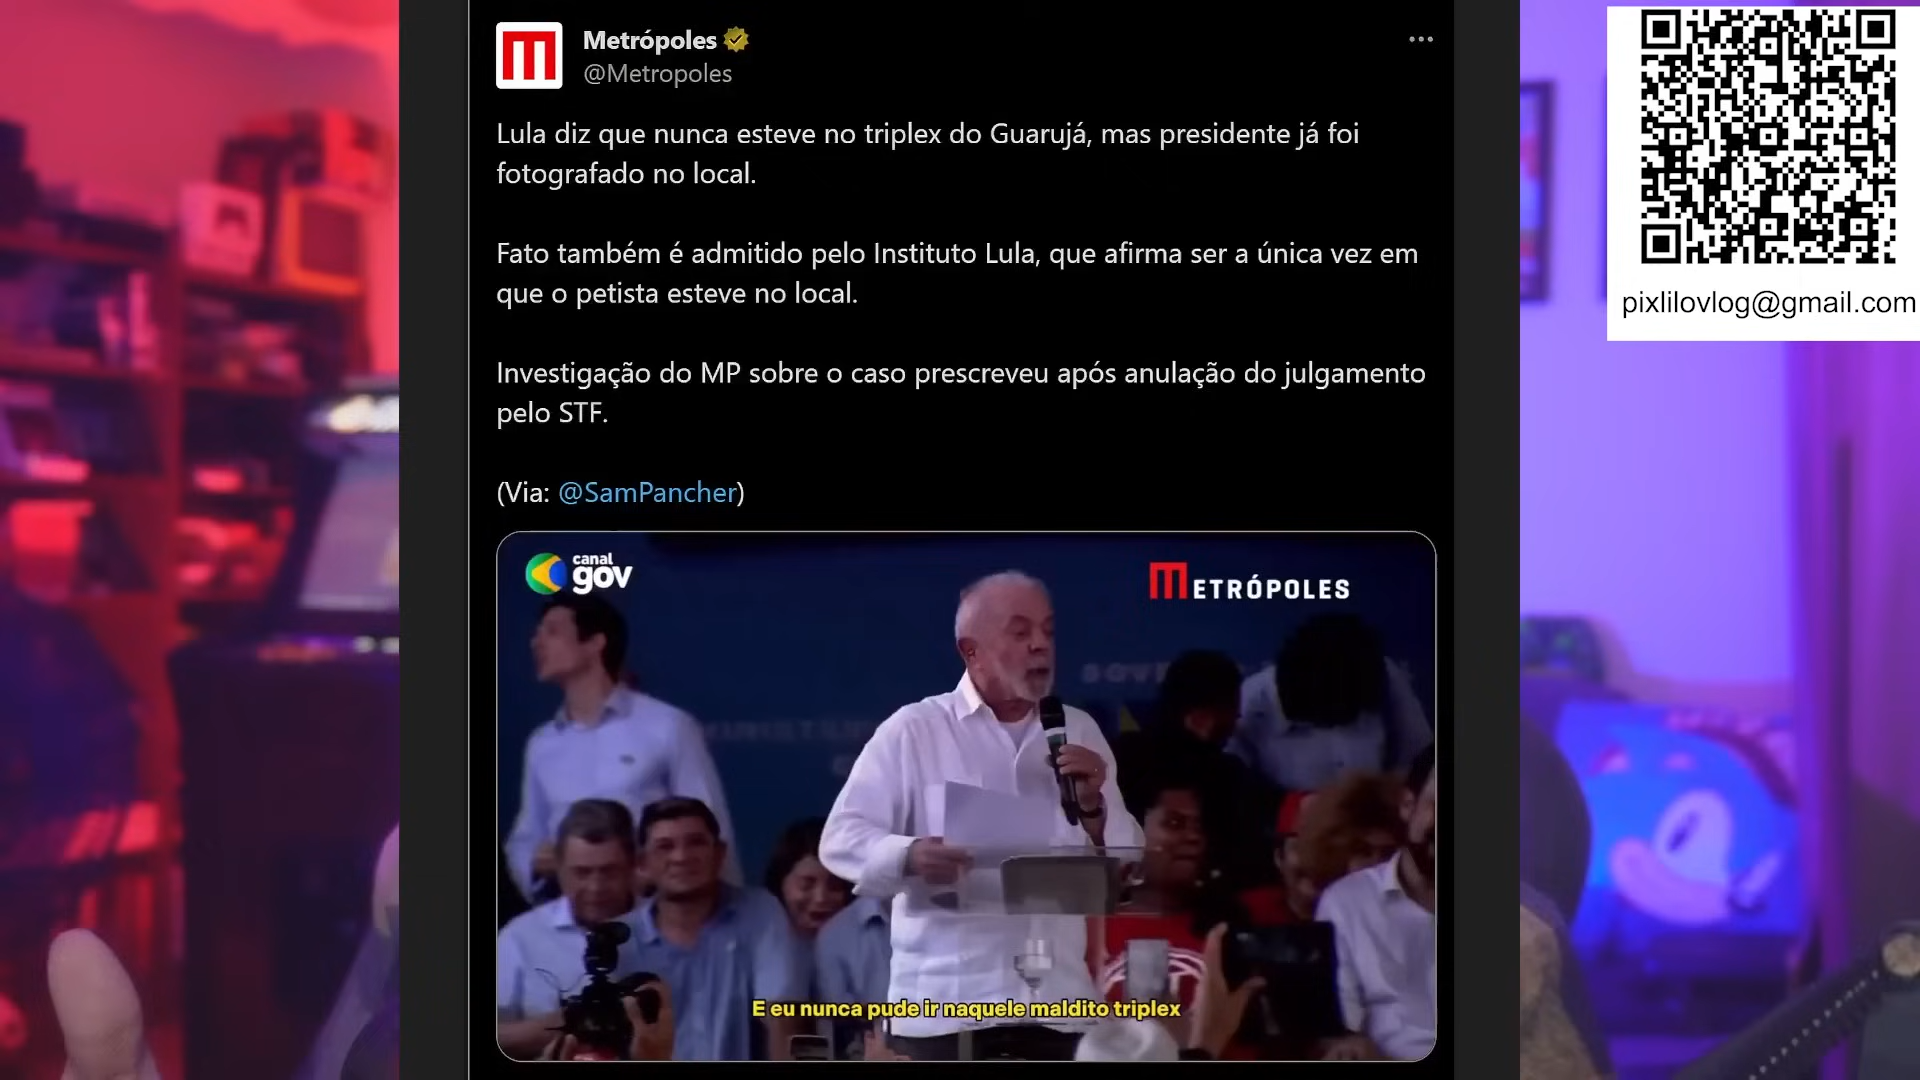 Metrópoles
@Metropoles
Lula diz que nunca esteve no triplex do Guarujá, mas presidente já foi
fotografado no local.
Fato também é admitido pelo Instituto Lula, que afirma ser a única vez em
que o petista esteve no local.
Investigação do MP sobre o caso prescreveu após anulação do julgamento
pelo STF.
(Via: @SamPancher)
canal
gov
METRÓPOLES
E eu nunca pude ir naquele maldito triplex
pixlilovlog@gmail.com